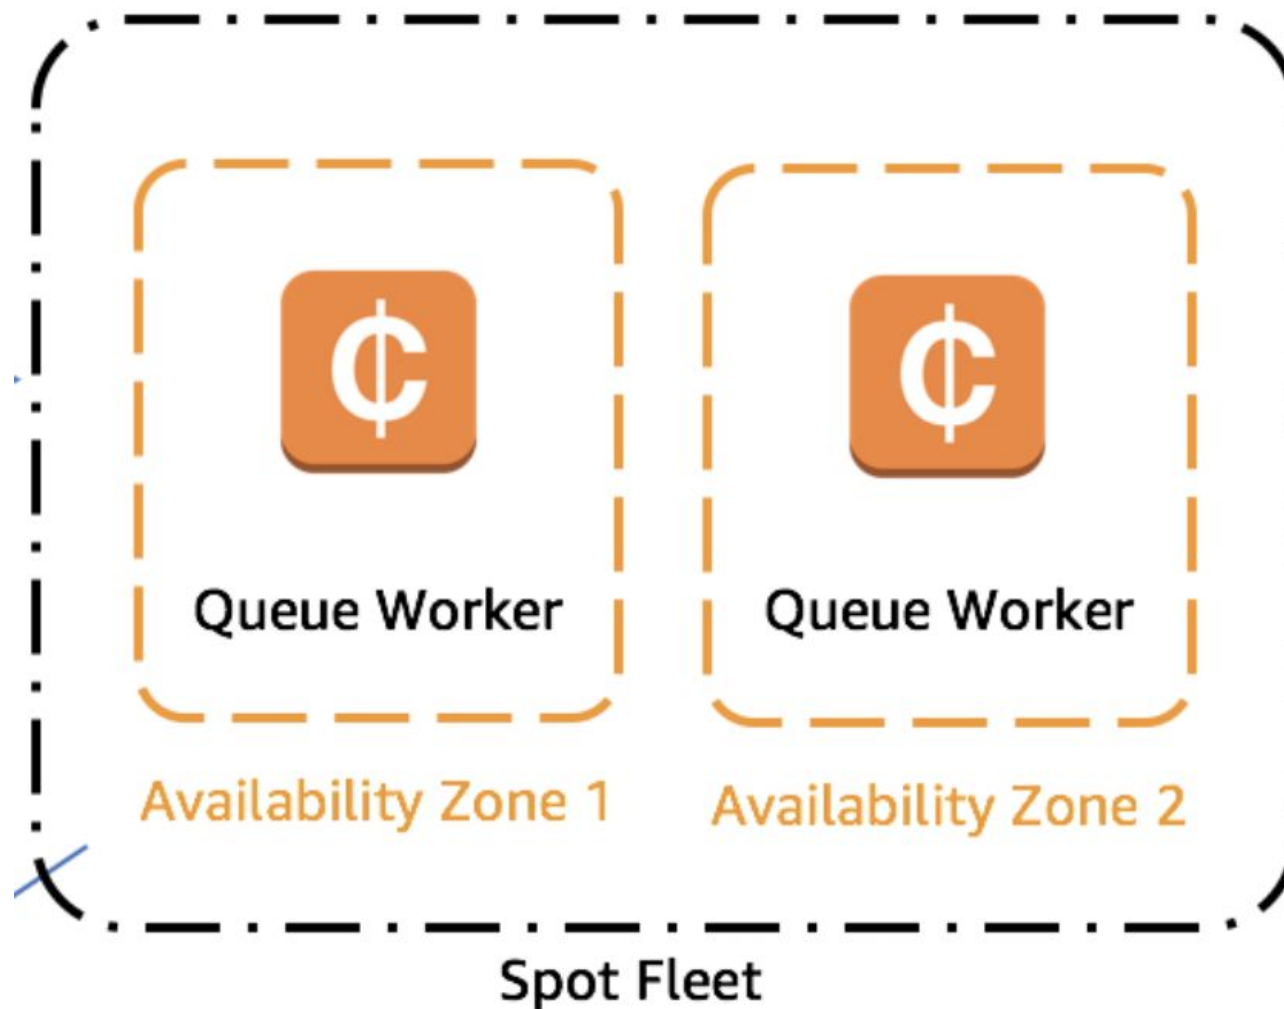 ₵
₵
Queue Worker
Queue Worker
Availability Zone 1
Availability Zone 2
Spot Fleet